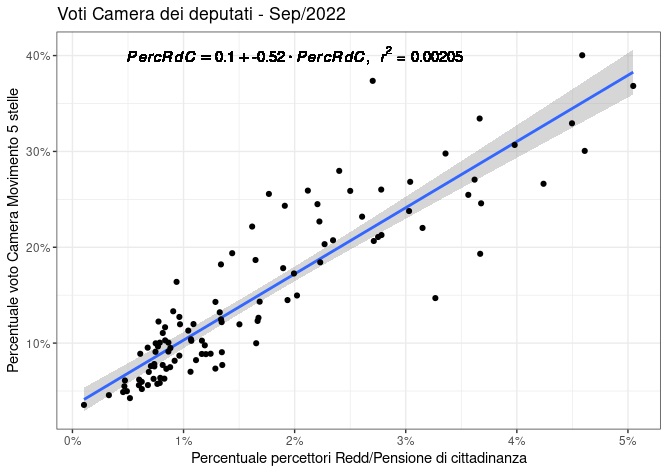 Voti Camera dei deputati - Sep/2022
PercRdC = 0.1 + -0.52 · PercRdC, r² = 0.00205
Percentuale voto Camera Movimento 5 stelle
40%
30%
20%
10%
0%
1%
2%
3%
4%
5%
Percentuale percettori Redd/Pensione di cittadinanza